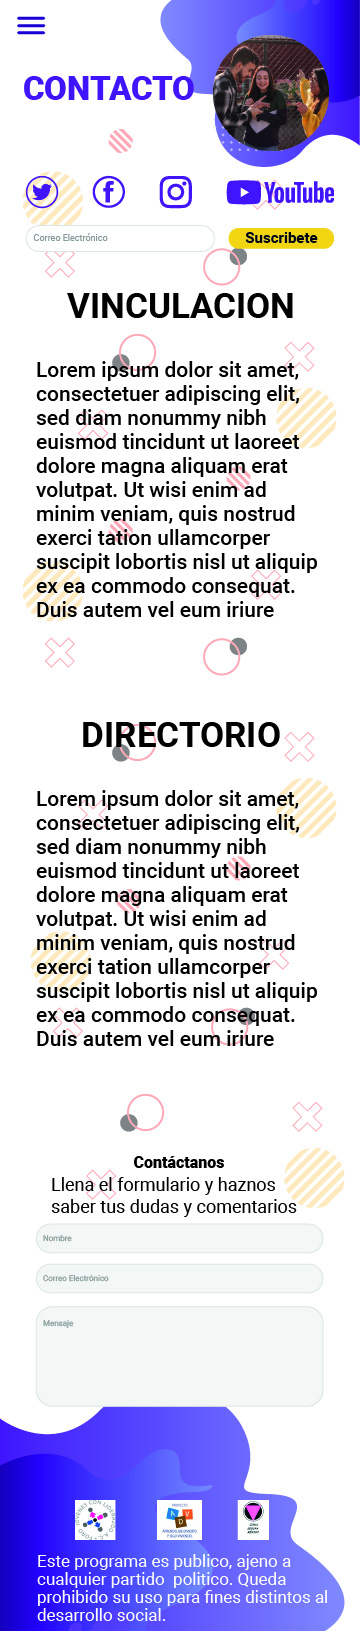 CONTACTO
YouTube
Correo Electrónico
Suscribete
VINCULACION
Lorem ipsum dolor sit amet,
consectetuer adipiscing elit,
sed diam nonummy nibh
euismod tincidunt ut laoreet
dolore magna aliquam erat
volutpat. Ut wisi enim ad
minim veniam, quis nostrud
exerci tation ullamcorper
suscipit lobortis nisl ut aliquip
ex ea commodo consequat.
Duis autem vel eum iriure
DIRECTORIO
Lorem ipsum dolor sit amet,
consectetuer adipiscing elit,
sed diam nonummy nibh
euismod tincidunt ut laoreet
dolore magna aliquam erat
volutpat. Ut wisi enim ad
minim veniam, quis nostrud
exerci tation ullamcorper
suscipit lobortis nisl ut aliquip
ex ea commodo consequat.
Duis autem vel eum iriure
Contáctanos
Llena el formulario y haznos
saber tus dudas y comentarios
Nombre
Correo Electrónico
Mensaje
Este programa es publico, ajeno a
cualquier partido politico. Queda
prohibido su uso para fines distintos al
desarrollo social.